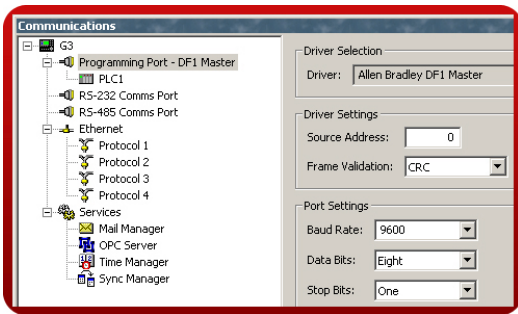 Communications
G3
Programming Port - DF1 Master
PLC1
RS-232 Comms Port
RS-485 Comms Port
Ethernet
Protocol 1
Protocol 2
Protocol 3
Protocol 4
Services
Mail Manager
OPC Server
Time Manager
Sync Manager
Driver Selection
Driver: Allen Bradley DF1 Master
Driver Settings
Source Address: 0
Frame Validation: CRC
Port Settings
Baud Rate: 9600
Data Bits: Eight
Stop Bits: One